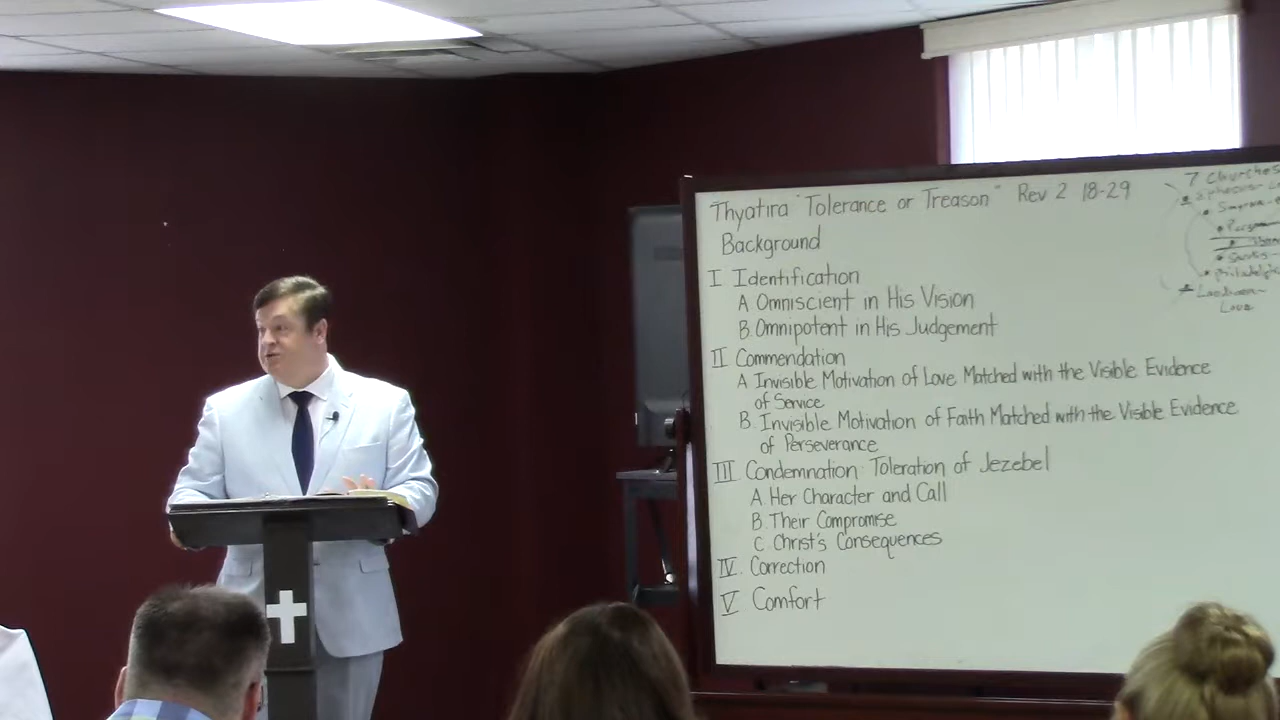 Thyatira "Tolerance or Treason" Rev 2 18-29
Background
I Identification
A Omniscient in His Vision
B. Omnipotent in His Judgement
II Commendation
A Invisible Motivation of Love Matched with the Visible Evidence
of Service
B. Invisible Motivation of Faith Matched with the Visible Evidence
of Perseverance
III Condemnation: Toleration of Jezebel
A. Her Character and Call
B. Their Compromise
C. Christ's Consequences
IV. Correction
V Comfort
7 Churches
Smyrna
Sardis
Philadelphia